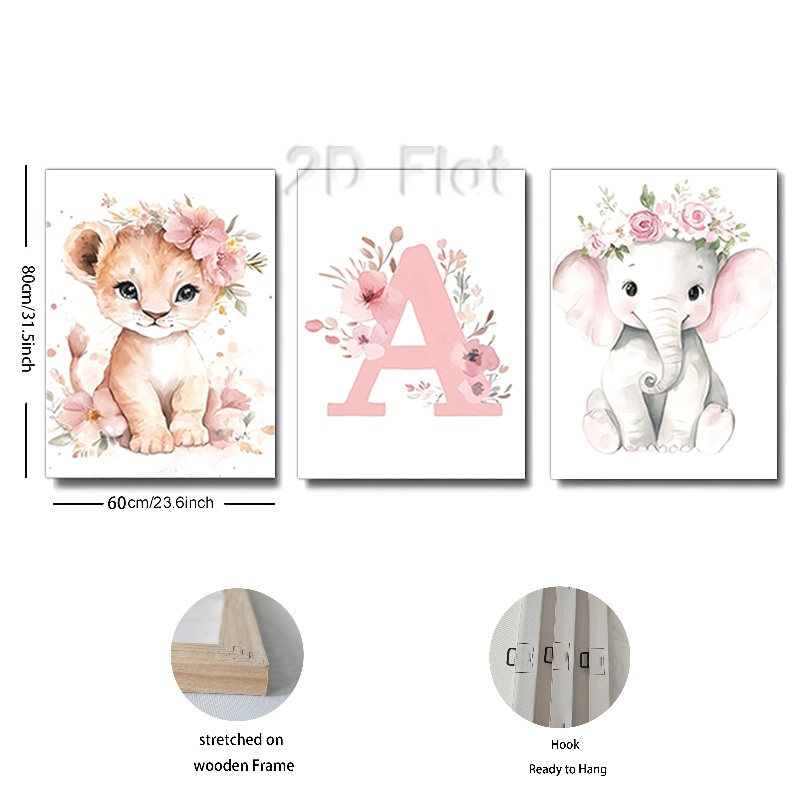 2D Flat
80cm/31.5inch
A
60cm/23.6inch
stretched on
wooden Frame
Hook
Ready to Hang